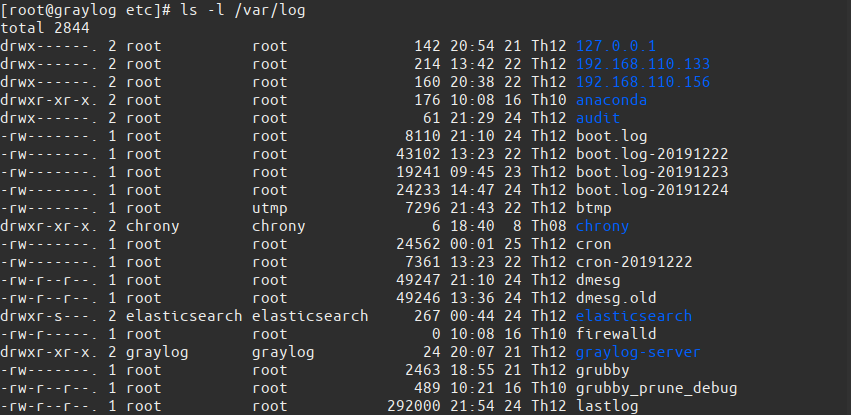 [root@graylog etc]# ls -l /var/log
total 2844
drwx------. 2 root          root             142 20:54 21 Th12 127.0.0.1
drwx------. 2 root          root             214 13:42 22 Th12 192.168.110.133
drwx------. 2 root          root             160 20:38 22 Th12 192.168.110.156
drwxr-xr-x. 2 root          root             176 10:08 16 Th10 anaconda
drwx------. 2 root          root              61 21:29 24 Th12 audit
-rw-------. 1 root          root            8110 21:10 24 Th12 boot.log
-rw-------. 1 root          root           43102 13:23 22 Th12 boot.log-20191222
-rw-------. 1 root          root           19241 09:45 23 Th12 boot.log-20191223
-rw-------. 1 root          root           24233 14:47 24 Th12 boot.log-20191224
-rw-------. 1 root          utmp            7296 21:43 22 Th12 btmp
drwxr-xr-x. 2 chrony        chrony             6 18:40  8 Th08 chrony
-rw-------. 1 root          root           24562 00:01 25 Th12 cron
-rw-------. 1 root          root            7361 13:23 22 Th12 cron-20191222
-rw-r--r--. 1 root          root           49247 21:10 24 Th12 dmesg
-rw-r--r--. 1 root          root           49246 13:36 24 Th12 dmesg.old
drwxr-s---. 2 elasticsearch elasticsearch    267 00:44 24 Th12 elasticsearch
-rw-r-----. 1 root          root               0 10:08 16 Th10 firewalld
drwxr-xr-x. 2 graylog       graylog           24 20:07 21 Th12 graylog-server
-rw-------. 1 root          root            2463 18:55 21 Th12 grubby
-rw-r--r--. 1 root          root             489 10:21 16 Th10 grubby_prune_debug
-rw-r--r--. 1 root          root          292000 21:54 24 Th12 lastlog